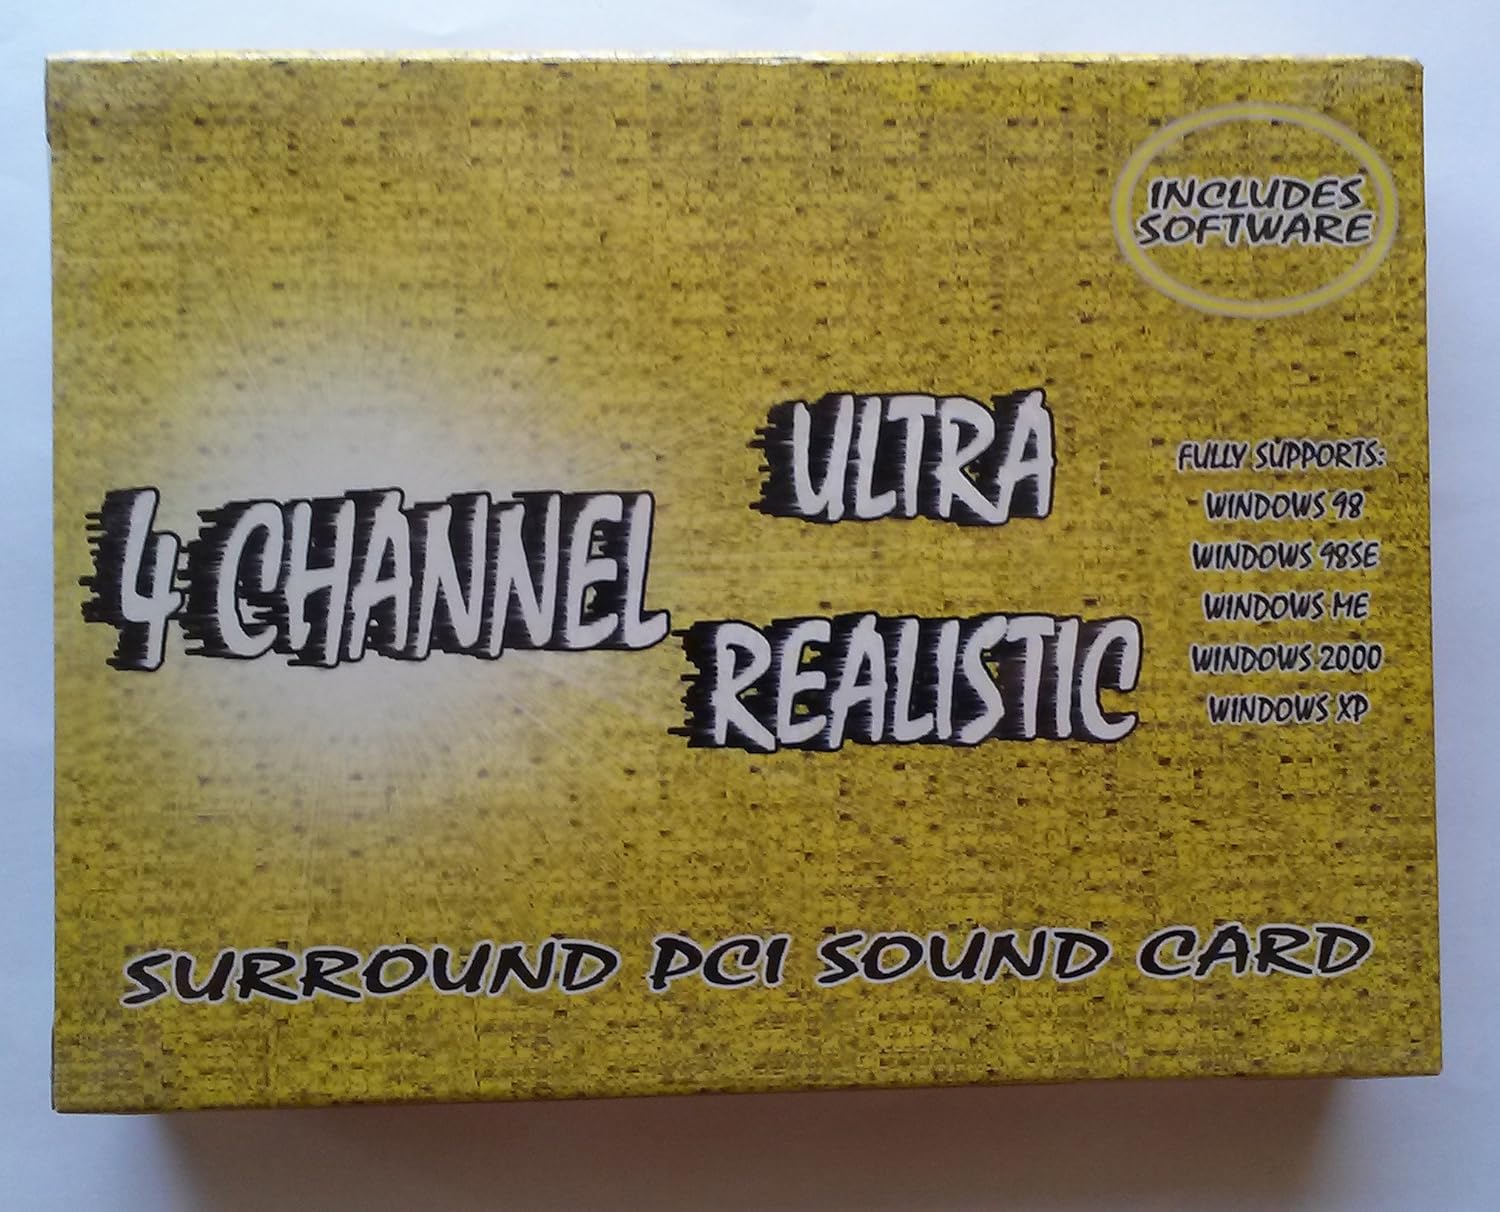 INCLUDES
SOFTWARE
4 CHANNEL
ULTRA
REALISTIC
FULLY SUPPORTS:
WINDOWS 98
WINDOWS 98SE
WINDOWS ME
WINDOWS 2000
WINDOWS XP
SURROUND PCI SOUND CARD